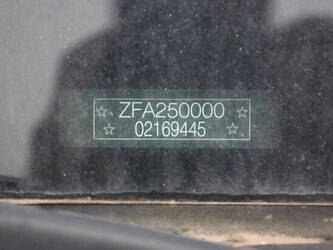 ☆ ZFA250000 ☆
☆ 02169445 ☆